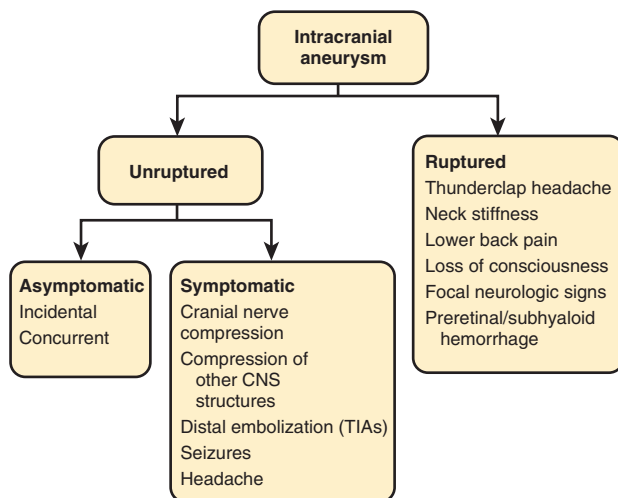 Intracranial
aneurysm
Unruptured
Ruptured
Thunderclap headache
Neck stiffness
Lower back pain
Loss of consciousness
Focal neurologic signs
Preretinal/subhyaloid
hemorrhage
Asymptomatic
Incidental
Concurrent
Symptomatic
Cranial nerve
compression
Compression of
other CNS
structures
Distal embolization (TIAs)
Seizures
Headache